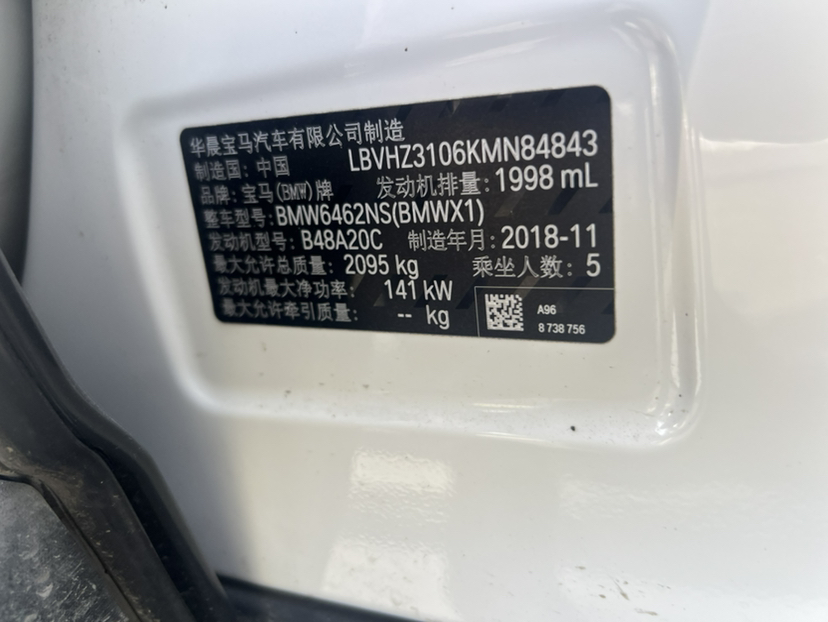 华晨宝马汽车有限公司制造
制造国：中国 LBVHZ3106KMN84843
品牌：宝马(BMW)牌 发动机排量：1998 mL
整车型号：BMW6462NS(BMWX1)
发动机型号：B48A20C 制造年月：2018-11
最大允许总质量：2095 kg 乘坐人数：5
发动机最大净功率：141 kW
最大允许牵引质量：-- kg
A96
8 738 756